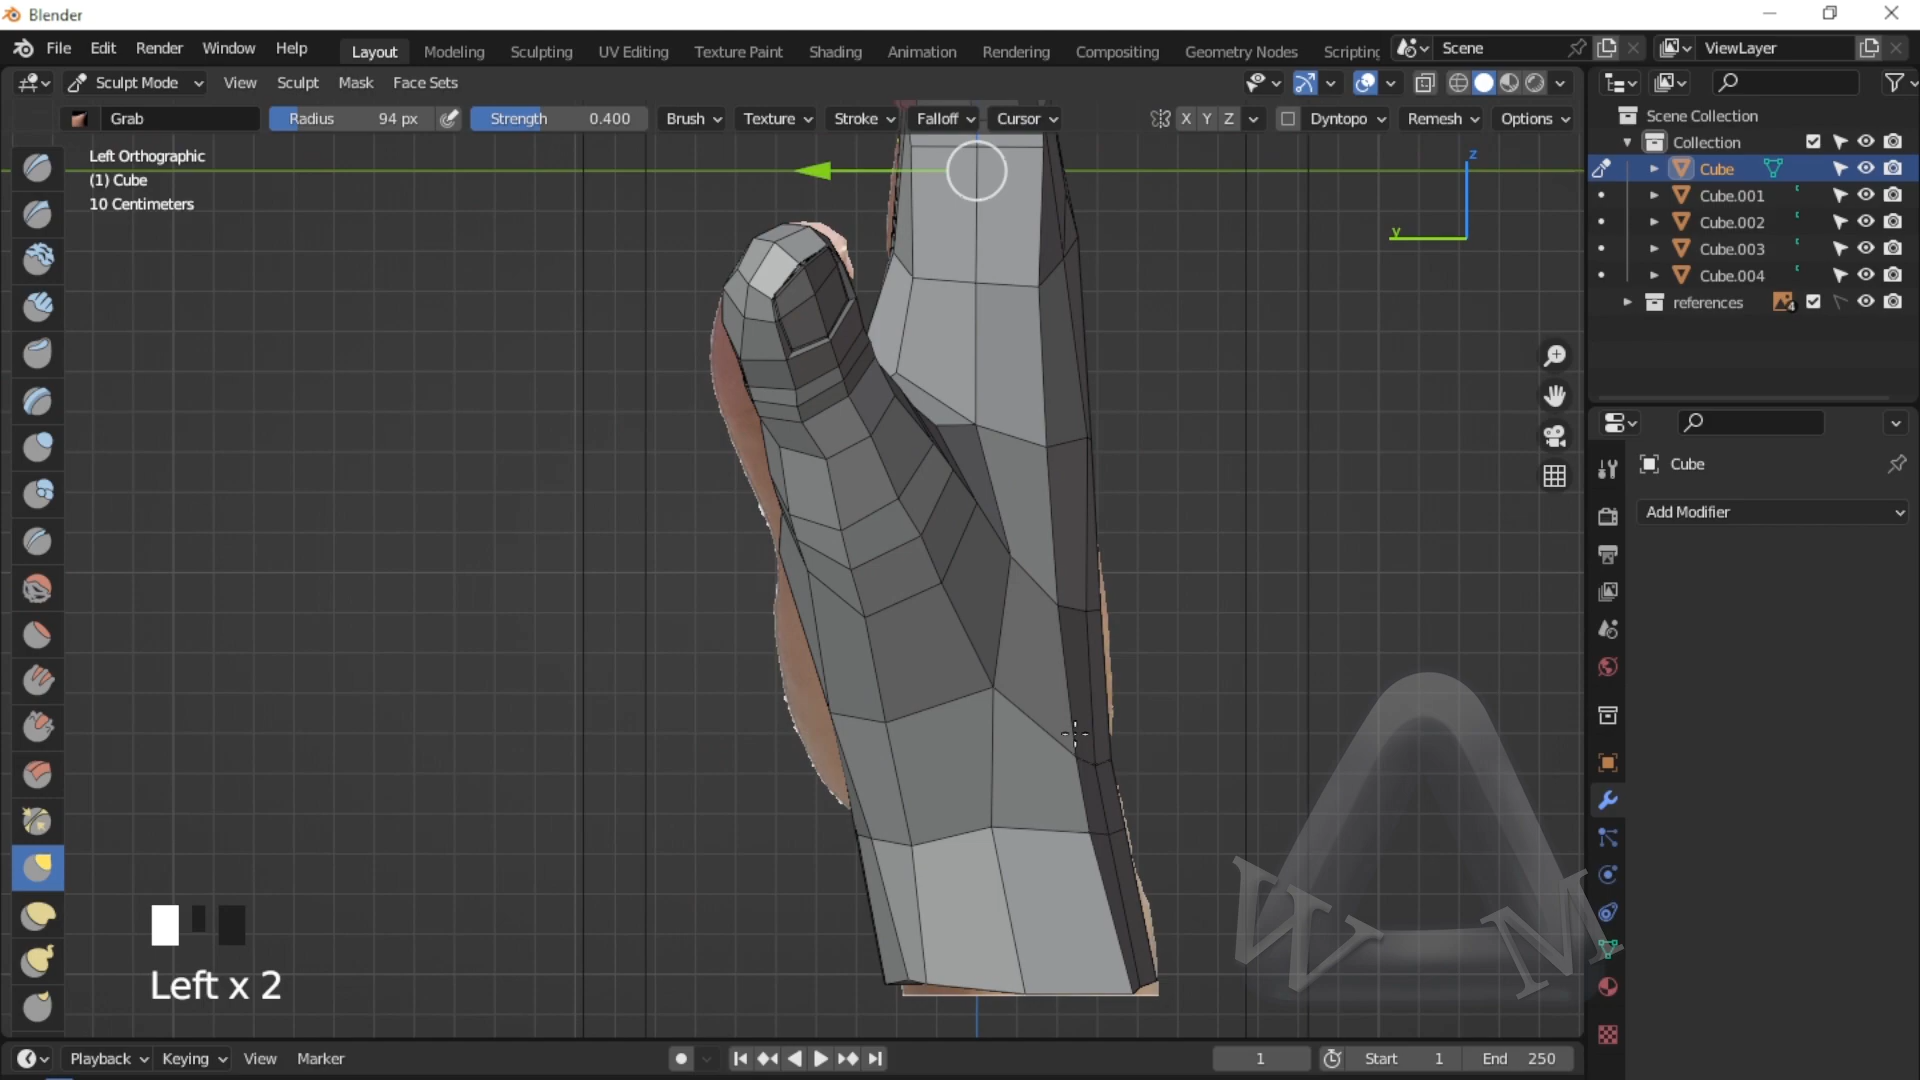 Blender
File Edit Render Window Help Layout Modeling Sculpting UV Editing Texture Paint Shading Animation Rendering Compositing Geometry Nodes Scripting Scene ViewLayer
Sculpt Mode View Sculpt Mask Face Sets
Grab Radius 94 px Strength 0.400 Brush Texture Stroke Falloff Cursor X Y Z Dyntopo Remesh Options
Left Orthographic
(1) Cube
10 Centimeters
z
y
Scene Collection
Collection
Cube
Cube.001
Cube.002
Cube.003
Cube.004
references 4
Cube
Add Modifier
Left x 2
W M
Playback Keying View Marker 1 Start 1 End 250